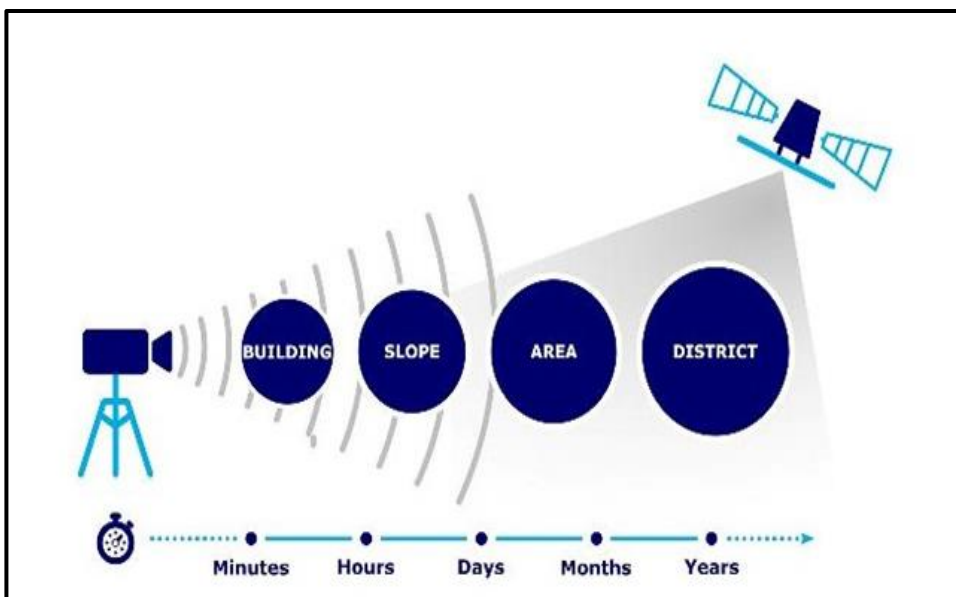 BUILDING
SLOPE
AREA
DISTRICT
Minutes
Hours
Days
Months
Years